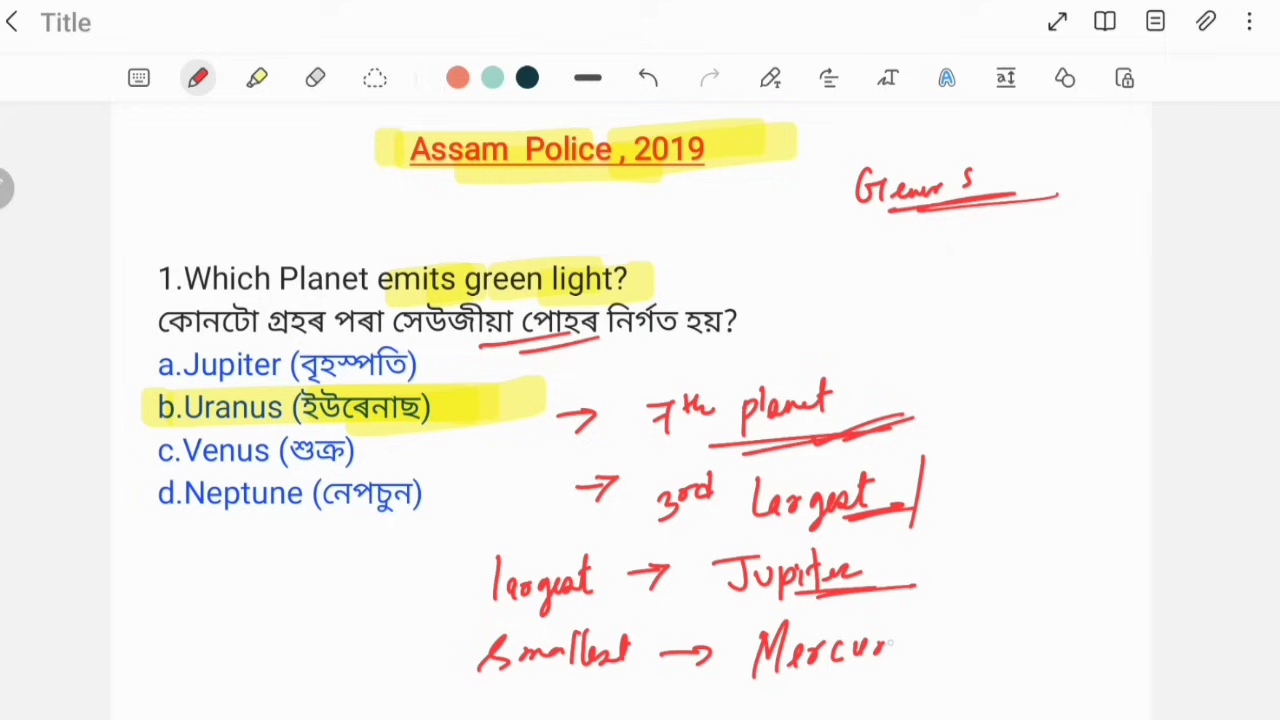 Title
Assam Police , 2019
1.Which Planet emits green light?
কোনটো গ্ৰহৰ পৰা সেউজীয়া পোহৰ নিৰ্গত হয়?
a.Jupiter (বৃহস্পতি)
b.Uranus (ইউৰেনাছ)
c.Venus (শুক্ৰ)
d.Neptune (নেপচুন)
→ 7th planet
→ 3rd Largest
largest → Jupiter
Smallest → Mercur